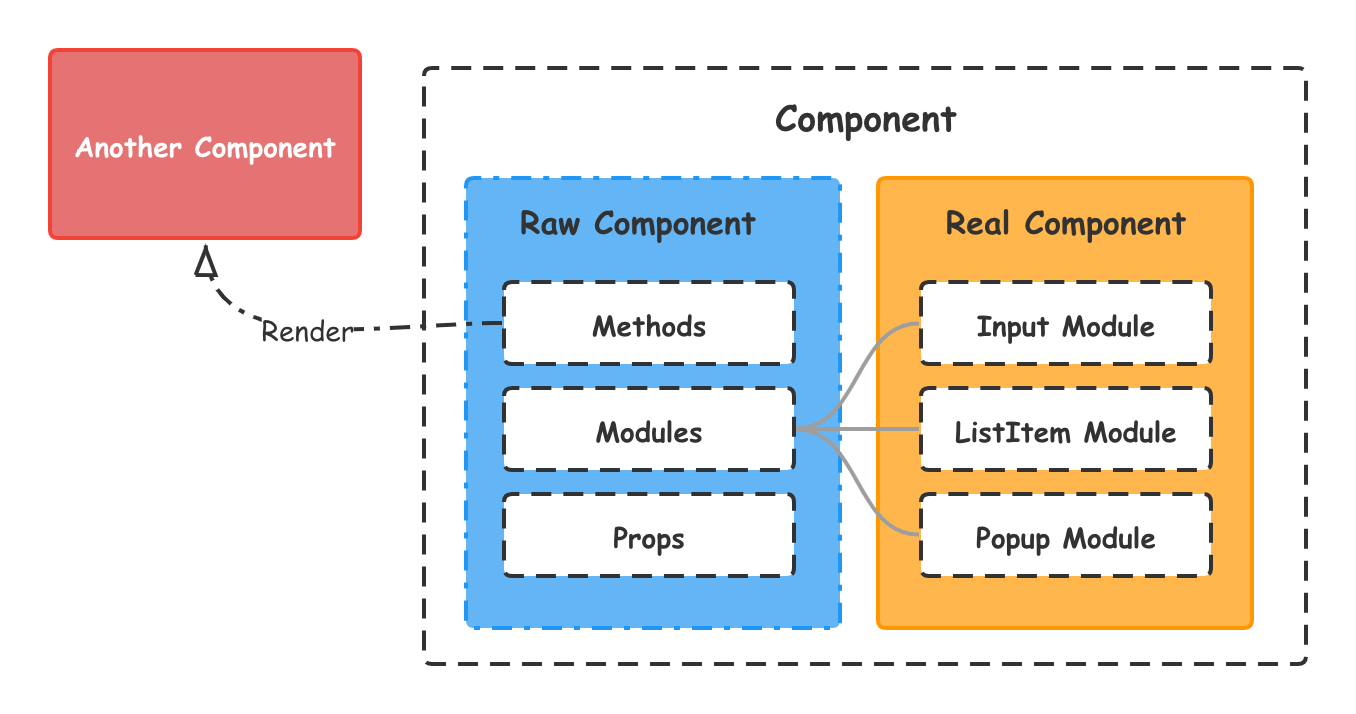 Another Component
Component
Raw Component
Real Component
Render
Methods
Input Module
Modules
ListItem Module
Props
Popup Module